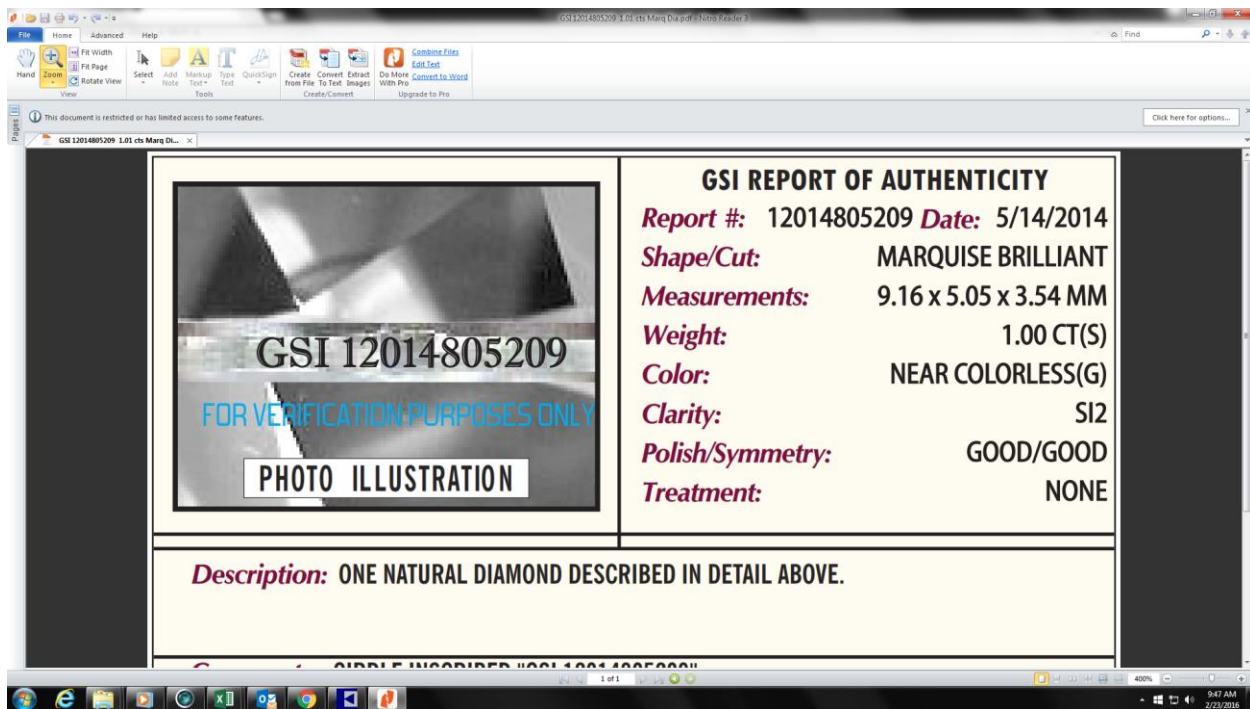 GSI 12014805209 1.01 cts Marq Dia.pdf - Nitro Reader 3
File Home Advanced Help
Find
Hand
Zoom
Fit Width
Fit Page
Rotate View
View
Select
Add Note
Markup Text
Type Text
QuickSign
Tools
Create from File
Convert To Text
Extract Images
Create/Convert
Do More With Pro
Combine Files
Edit Text
Convert to Word
Upgrade to Pro
Pages
This document is restricted or has limited access to some features.
Click here for options...
GSI 12014805209 1.01 cts Marq Di...
GSI 12014805209
FOR VERIFICATION PURPOSES ONLY
PHOTO ILLUSTRATION
GSI REPORT OF AUTHENTICITY
Report #: 12014805209 Date: 5/14/2014
Shape/Cut: MARQUISE BRILLIANT
Measurements: 9.16 x 5.05 x 3.54 MM
Weight: 1.00 CT(S)
Color: NEAR COLORLESS(G)
Clarity: SI2
Polish/Symmetry: GOOD/GOOD
Treatment: NONE
Description: ONE NATURAL DIAMOND DESCRIBED IN DETAIL ABOVE.
GIRDLE INSCRIBED "GSI 12014805209"
1 of 1
400%
9:47 AM
2/23/2016